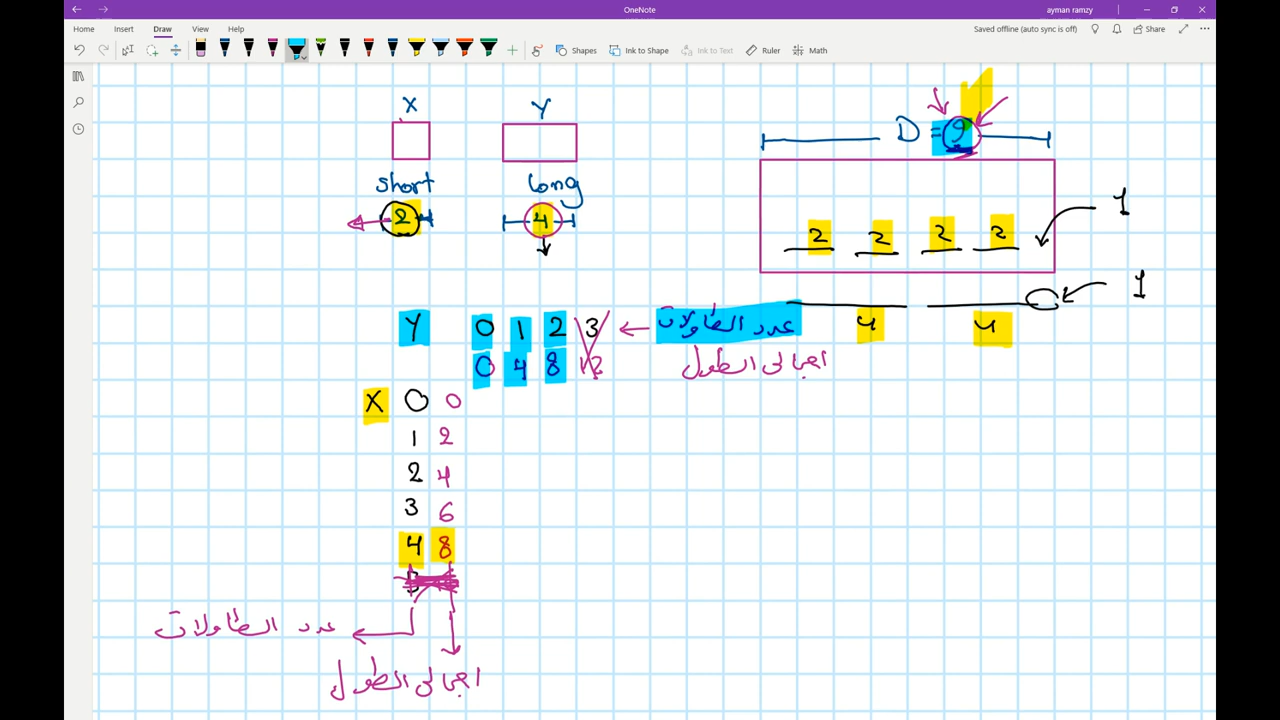 OneNote
ayman ramzy
Home Insert Draw View Help
Saved offline (auto sync is off)
Share
Shapes
Ink to Shape
Ink to Text
Ruler
Math
X Y
D = 9
short long
2 4
2 2 2 2
1
1
4 4
Y 0 1 2 3 ← عدد الطاولات
0 4 8 12 اجمالى الطول
X 0 0
1 2
2 4
3 6
4 8
عدد الطاولات
اجمالى الطول